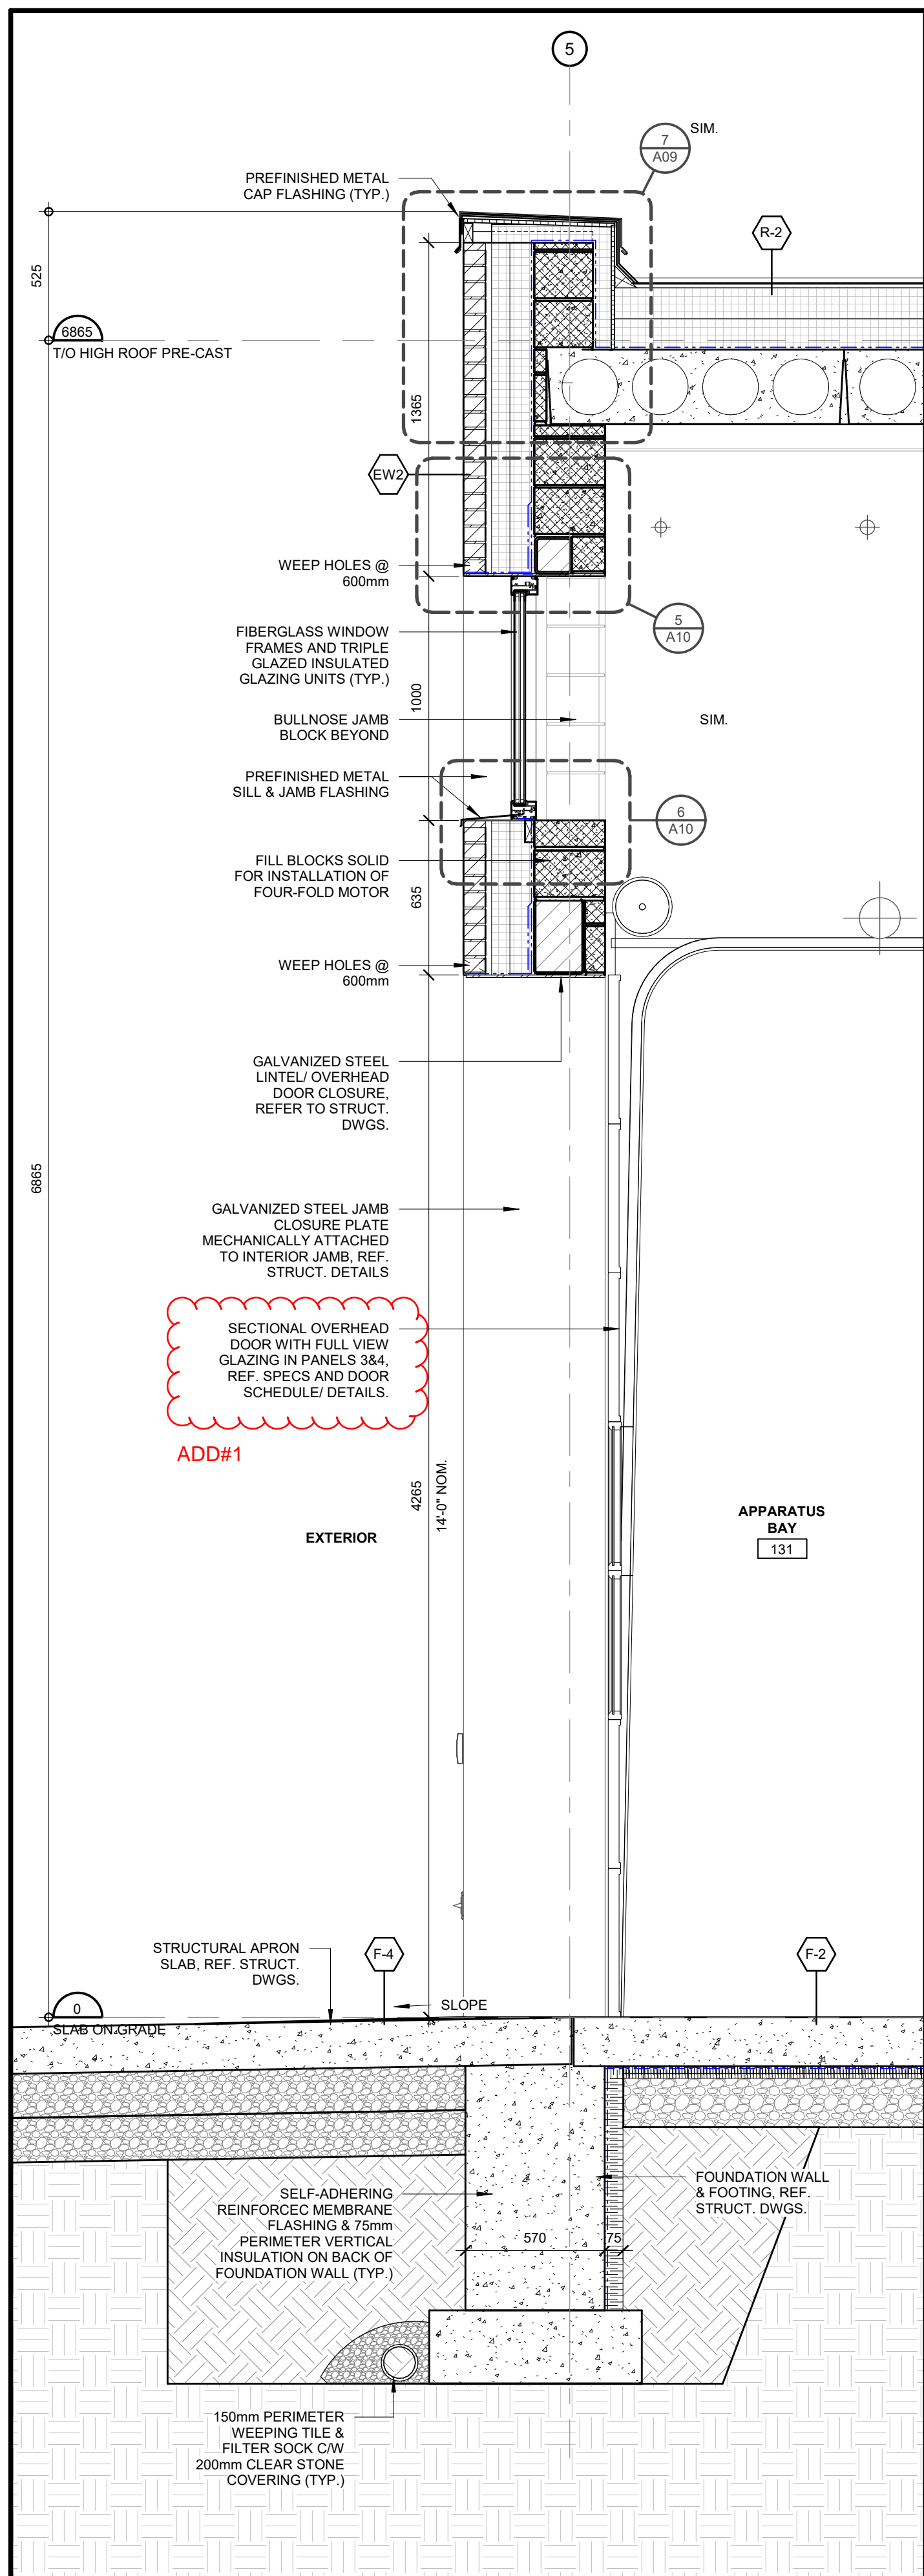 5
SIM.
7
A09
PREFINISHED METAL
CAP FLASHING (TYP.)
R-2
525
6865
T/O HIGH ROOF PRE-CAST
1365
EW2
WEEP HOLES @
600mm
5
A10
FIBERGLASS WINDOW
FRAMES AND TRIPLE
GLAZED INSULATED
GLAZING UNITS (TYP.)
1000
BULLNOSE JAMB
BLOCK BEYOND
SIM.
PREFINISHED METAL
SILL & JAMB FLASHING
6
A10
FILL BLOCKS SOLID
FOR INSTALLATION OF
FOUR-FOLD MOTOR
635
WEEP HOLES @
600mm
GALVANIZED STEEL
LINTEL/ OVERHEAD
DOOR CLOSURE,
REFER TO STRUCT.
DWGS.
6865
GALVANIZED STEEL JAMB
CLOSURE PLATE
MECHANICALLY ATTACHED
TO INTERIOR JAMB, REF.
STRUCT. DETAILS
SECTIONAL OVERHEAD
DOOR WITH FULL VIEW
GLAZING IN PANELS 3&4,
REF. SPECS AND DOOR
SCHEDULE/ DETAILS.
ADD#1
4265
14'-0" NOM.
EXTERIOR
APPARATUS
BAY
131
STRUCTURAL APRON
SLAB, REF. STRUCT.
DWGS.
F-4
F-2
SLOPE
0
SLAB ON GRADE
SELF-ADHERING
REINFORCEC MEMBRANE
FLASHING & 75mm
PERIMETER VERTICAL
INSULATION ON BACK OF
FOUNDATION WALL (TYP.)
570
75
FOUNDATION WALL
& FOOTING, REF.
STRUCT. DWGS.
150mm PERIMETER
WEEPING TILE &
FILTER SOCK C/W
200mm CLEAR STONE
COVERING (TYP.)